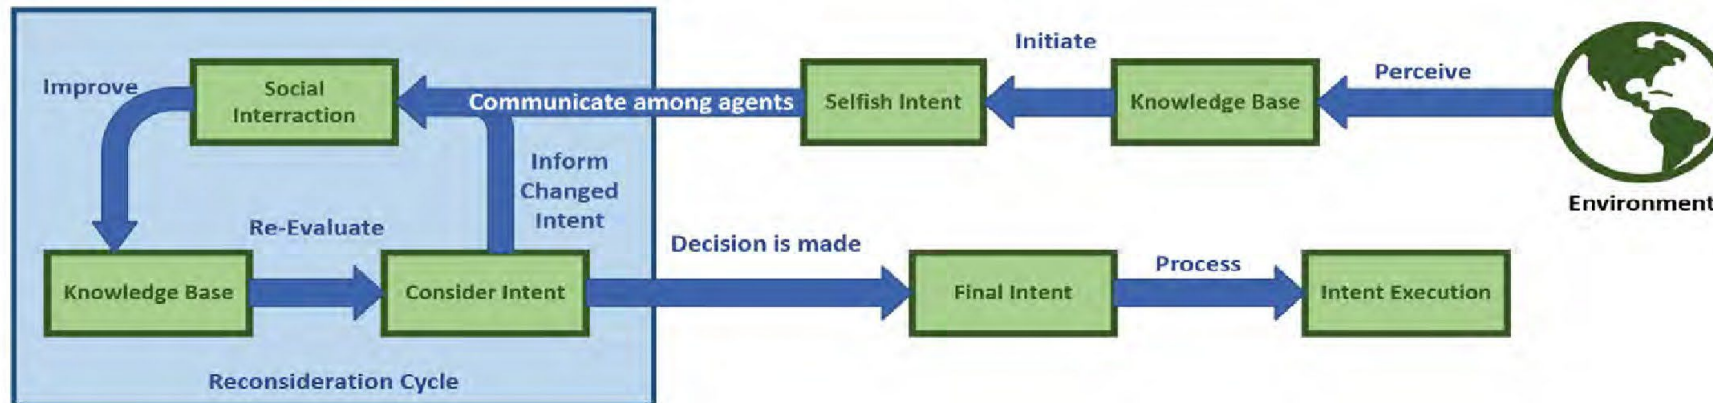 Improve
Social
Interraction
Communicate among agents
Selfish Intent
Initiate
Knowledge Base
Perceive
Environment
Inform
Changed
Intent
Re-Evaluate
Knowledge Base
Consider Intent
Decision is made
Final Intent
Process
Intent Execution
Reconsideration Cycle